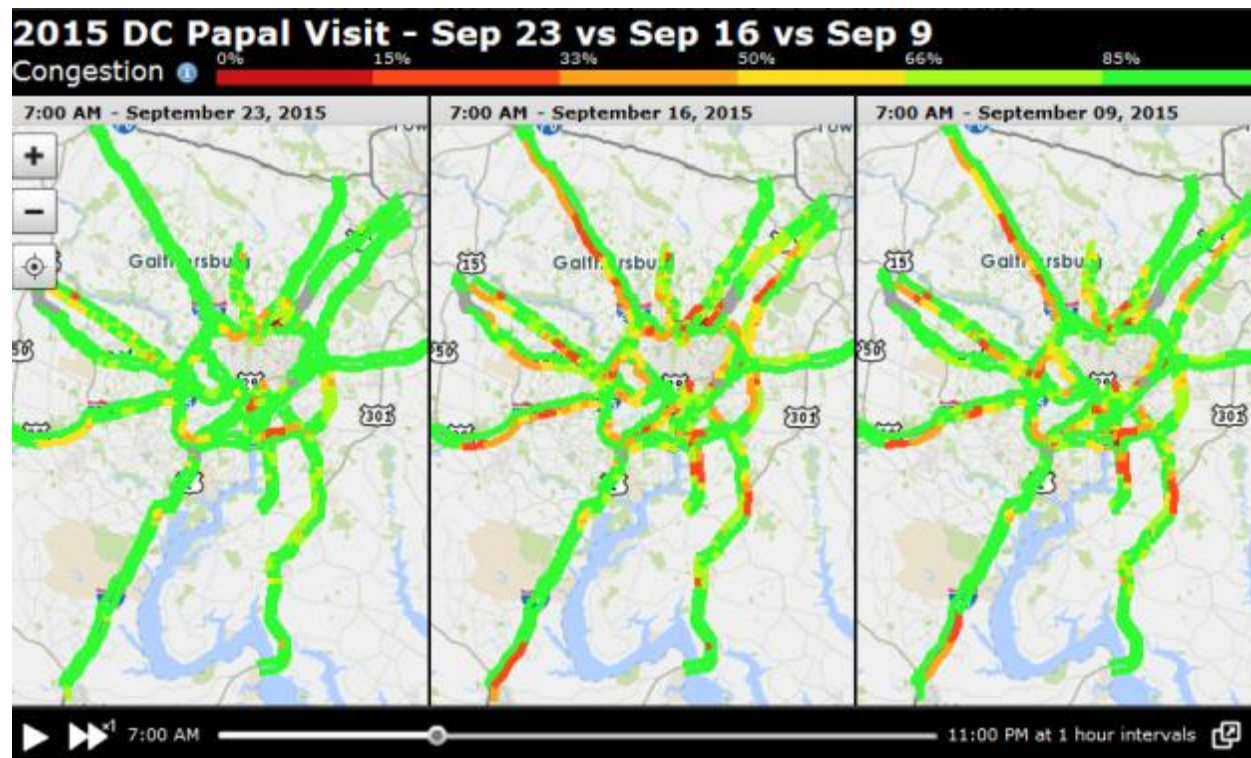 2015 DC Papal Visit - Sep 23 vs Sep 16 vs Sep 9
Congestion
0% 15% 33% 50% 66% 85%
7:00 AM - September 23, 2015
7:00 AM - September 16, 2015
7:00 AM - September 09, 2015
+
−
15
15
50
50
50
301
301
301
x1 7:00 AM
11:00 PM at 1 hour intervals